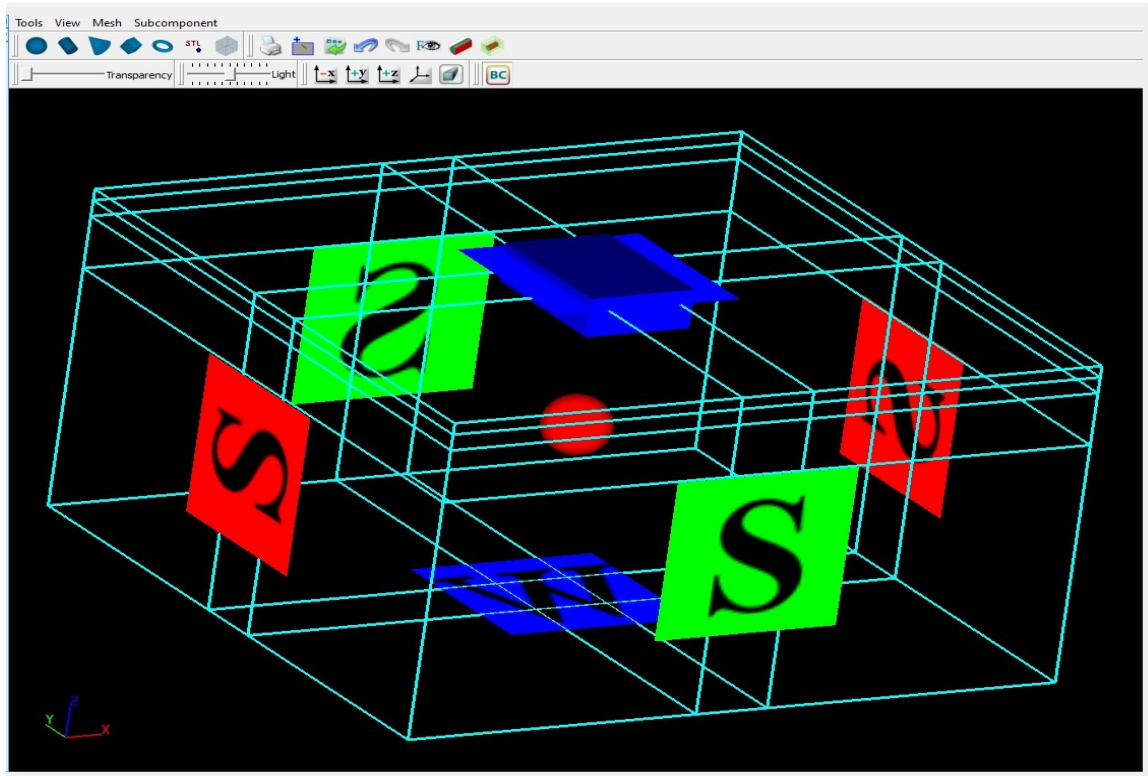 Tools View Mesh Subcomponent
STL
Transparency Light -x +y +z BC
S
S
S
S
W
Z
Y
X